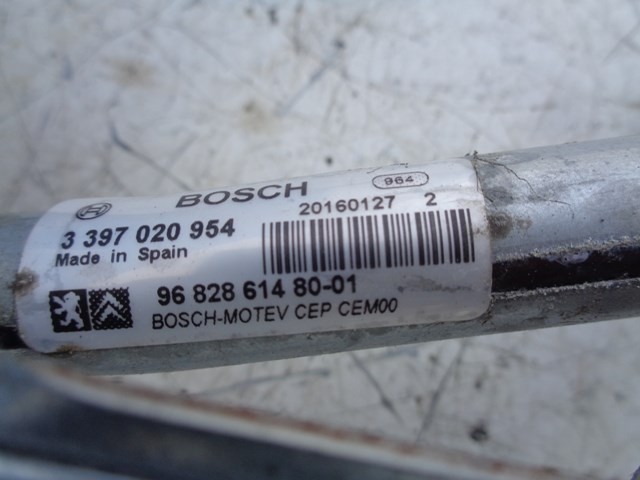 BOSCH
964
3 397 020 954
20160127 2
Made in Spain
96 828 614 80-01
BOSCH-MOTEV CEP CEM00